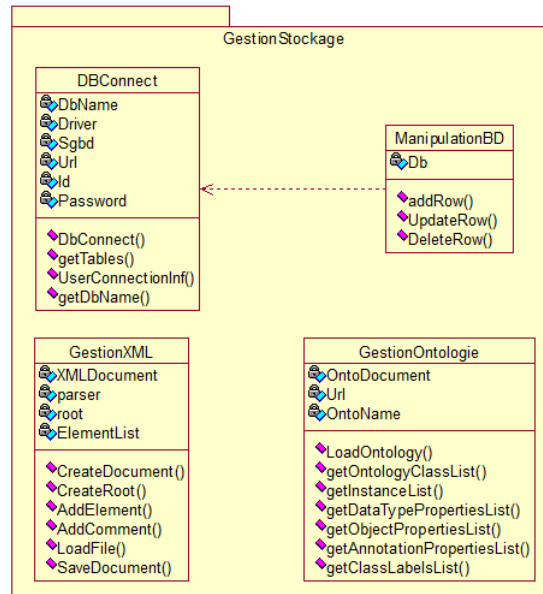 GestionStockage
DBConnect
DbName
Driver
Sgbd
Url
Id
Password
DbConnect()
getTables()
UserConnectionInf()
getDbName()
ManipulationBD
Db
addRow()
UpdateRow()
DeleteRow()
GestionXML
XMLDocument
parser
root
ElementList
CreateDocument()
CreateRoot()
AddElement()
AddComment()
LoadFile()
SaveDocument()
GestionOntologie
OntoDocument
Url
OntoName
LoadOntology()
getOntologyClassList()
getInstanceList()
getDataTypePropertiesList()
getObjectPropertiesList()
getAnnotationPropertiesList()
getClassLabelsList()